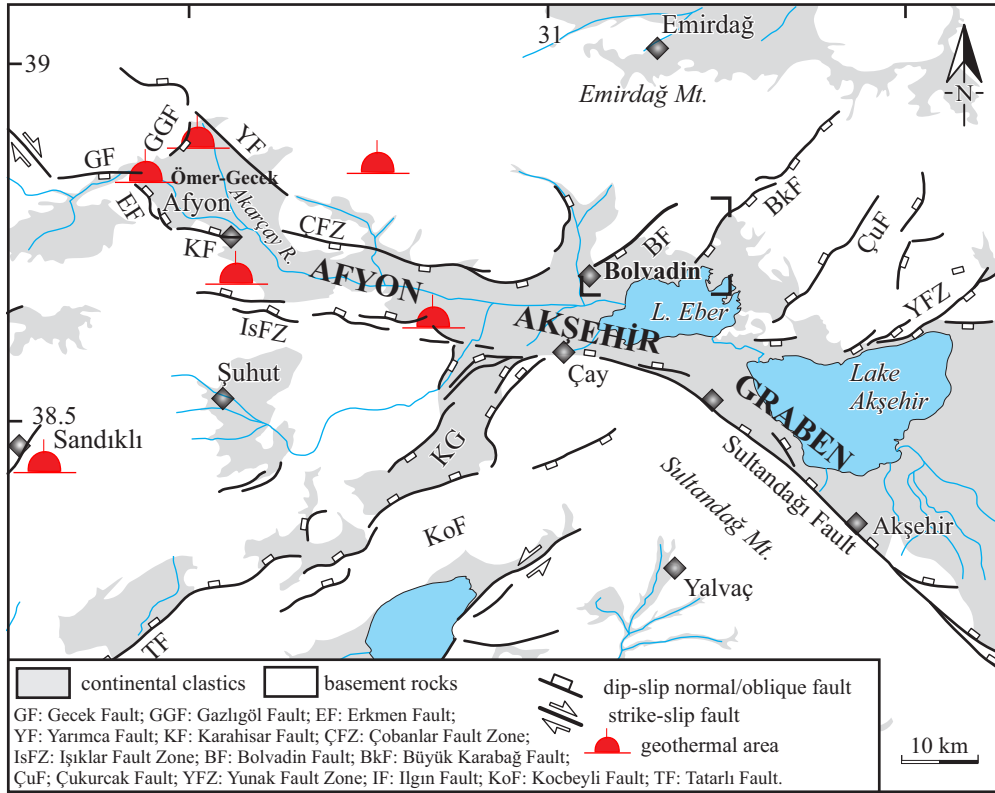 31
Emirdağ
39
Emirdağ Mt.
N
GGF
YF
GF
Ömer-Gecek
BkF
EF
Afyon
Akarçay R.
ÇFZ
BF
ÇuF
KF
AFYON
Bolvadin
YFZ
IsFZ
AKŞEHİR
L. Eber
Şuhut
Çay
Lake
Akşehir
GRABEN
38.5
Sandıklı
KG
Sultandağı Fault
Sultandağ Mt.
KoF
Akşehir
Yalvaç
TF
continental clastics
basement rocks
dip-slip normal/oblique fault
strike-slip fault
geothermal area
10 km
GF: Gecek Fault; GGF: Gazlıgöl Fault; EF: Erkmen Fault;
YF: Yarımca Fault; KF: Karahisar Fault; ÇFZ: Çobanlar Fault Zone;
IsFZ: Işıklar Fault Zone; BF: Bolvadin Fault; BkF: Büyük Karabağ Fault;
ÇuF; Çukurcak Fault; YFZ: Yunak Fault Zone; IF: Ilgın Fault; KoF: Kocbeyli Fault; TF: Tatarlı Fault.